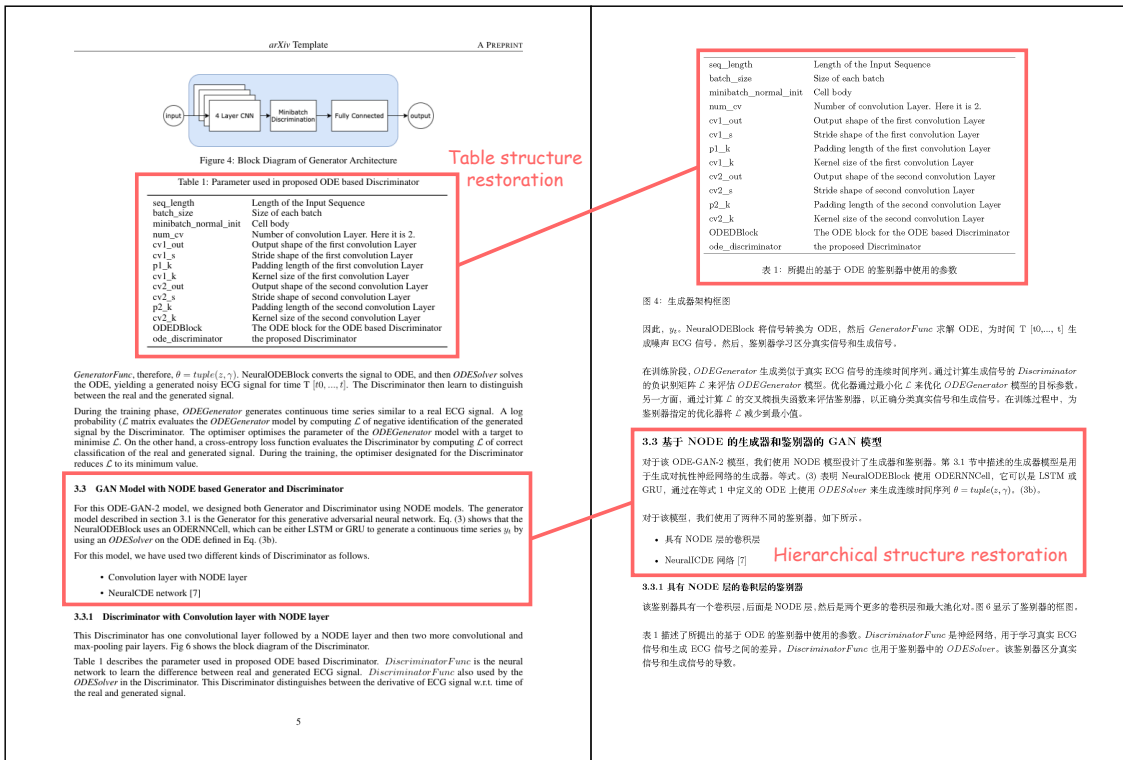 arXiv Template A PREPRINT
input
4 Layer CNN
Minibatch
Discrimination
Fully Connected
output
Figure 4: Block Diagram of Generator Architecture
Table structure
restoration
Table 1: Parameter used in proposed ODE based Discriminator
seq_length Length of the Input Sequence
batch_size Size of each batch
minibatch_normal_init Cell body
num_cv Number of convolution Layer. Here it is 2.
cv1_out Output shape of the first convolution Layer
cv1_s Stride shape of the first convolution Layer
p1_k Padding length of the first convolution Layer
cv1_k Kernel size of the first convolution Layer
cv2_out Output shape of the second convolution Layer
cv2_s Stride shape of second convolution Layer
p2_k Padding length of the second convolution Layer
cv2_k Kernel size of the second convolution Layer
ODEDBlock The ODE block for the ODE based Discriminator
ode_discriminator the proposed Discriminator
GeneratorFunc, therefore, θ = tuple(z, γ). NeuralODEBlock converts the signal to ODE, and then ODESolver solves
the ODE, yielding a generated noisy ECG signal for time T [t0, ..., t]. The Discriminator then learn to distinguish
between the real and the generated signal.
During the training phase, ODEGenerator generates continuous time series similar to a real ECG signal. A log
probability (ℒ matrix evaluates the ODEGenerator model by computing ℒ of negative identification of the generated
signal by the Discriminator. The optimiser optimises the parameter of the ODEGenerator model with a target to
minimise ℒ. On the other hand, a cross-entropy loss function evaluates the Discriminator by computing ℒ of correct
classification of the real and generated signal. During the training, the optimiser designated for the Discriminator
reduces ℒ to its minimum value.
3.3 GAN Model with NODE based Generator and Discriminator
For this ODE-GAN-2 model, we designed both Generator and Discriminator using NODE models. The generator
model described in section 3.1 is the Generator for this generative adversarial neural network. Eq. (3) shows that the
NeuralODEBlock uses an ODERNNCell, which can be either LSTM or GRU to generate a continuous time series yt by
using an ODESolver on the ODE defined in Eq. (3b).
For this model, we have used two different kinds of Discriminator as follows.
• Convolution layer with NODE layer
• NeuralCDE network [7]
3.3.1 Discriminator with Convolution layer with NODE layer
This Discriminator has one convolutional layer followed by a NODE layer and then two more convolutional and
max-pooling pair layers. Fig 6 shows the block diagram of the Discriminator.
Table 1 describes the parameter used in proposed ODE based Discriminator. DiscriminatorFunc is the neural
network to learn the difference between real and generated ECG signal. DiscriminatorFunc also used by the
ODESolver in the Discriminator. This Discriminator distinguishes between the derivative of ECG signal w.r.t. time of
the real and generated signal.
5
seq_length Length of the Input Sequence
batch_size Size of each batch
minibatch_normal_init Cell body
num_cv Number of convolution Layer. Here it is 2.
cv1_out Output shape of the first convolution Layer
cv1_s Stride shape of the first convolution Layer
p1_k Padding length of the first convolution Layer
cv1_k Kernel size of the first convolution Layer
cv2_out Output shape of the second convolution Layer
cv2_s Stride shape of second convolution Layer
p2_k Padding length of the second convolution Layer
cv2_k Kernel size of the second convolution Layer
ODEDBlock The ODE block for the ODE based Discriminator
ode_discriminator the proposed Discriminator
表 1：所提出的基于 ODE 的鉴别器中使用的参数
图 4：生成器架构框图
因此，yt。NeuralODEBlock 将信号转换为 ODE，然后 GeneratorFunc 求解 ODE，为时间 T [t0,..., t] 生
成噪声 ECG 信号。然后，鉴别器学习区分真实信号和生成信号。
在训练阶段，ODEGenerator 生成类似于真实 ECG 信号的连续时间序列。通过计算生成信号的 Discriminator
的负识别矩阵 ℒ 来评估 ODEGenerator 模型。优化器通过最小化 ℒ 来优化 ODEGenerator 模型的目标参数。
另一方面，通过计算 ℒ 的交叉熵损失函数来评估鉴别器，以正确分类真实信号和生成信号。在训练过程中，为
鉴别器指定的优化器将 ℒ 减少到最小值。
3.3 基于 NODE 的生成器和鉴别器的 GAN 模型
对于该 ODE-GAN-2 模型，我们使用 NODE 模型设计了生成器和鉴别器。第 3.1 节中描述的生成器模型是用
于生成对抗性神经网络的生成器。等式。(3) 表明 NeuralODEBlock 使用 ODERNNCell，它可以是 LSTM 或
GRU，通过在等式 1 中定义的 ODE 上使用 ODESolver 来生成连续时间序列 θ = tuple(z, γ)。(3b)。
对于该模型，我们使用了两种不同的鉴别器，如下所示。
• 具有 NODE 层的卷积层
• NeuralICDE 网络 [7]
Hierarchical structure restoration
3.3.1 具有 NODE 层的卷积层的鉴别器
该鉴别器具有一个卷积层，后面是 NODE 层，然后是两个更多的卷积和最大池化对。图 6 显示了鉴别器的框图。
表 1 描述了所提出的基于 ODE 的鉴别器中使用的参数。DiscriminatorFunc 是神经网络，用于学习真实 ECG
信号和生成 ECG 信号之间的差异。DiscriminatorFunc 也用于鉴别器中的 ODESolver。该鉴别器区分真实
信号和生成信号的导数。